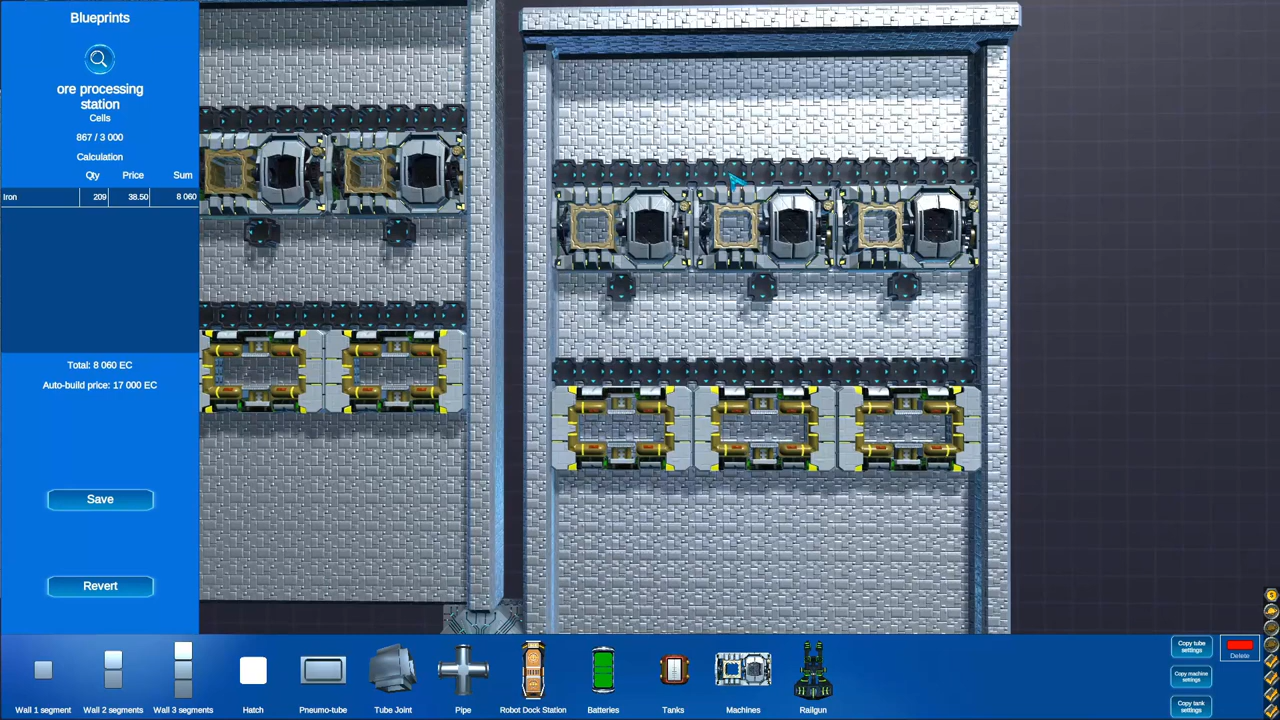 Blueprints
ore processing
station
Cells
867 / 3 000
Calculation
Qty Price Sum
Iron 209 38.50 8 060
Total: 8 060 EC
Auto-build price: 17 000 EC
Save
Revert
Wall 1 segment
Wall 2 segments
Wall 3 segments
Hatch
Pneumo-tube
Tube Joint
Pipe
Robot Dock Station
Batteries
Tanks
Machines
Railgun
Copy tube
settings
Copy machine
settings
Copy tank
settings
Delete